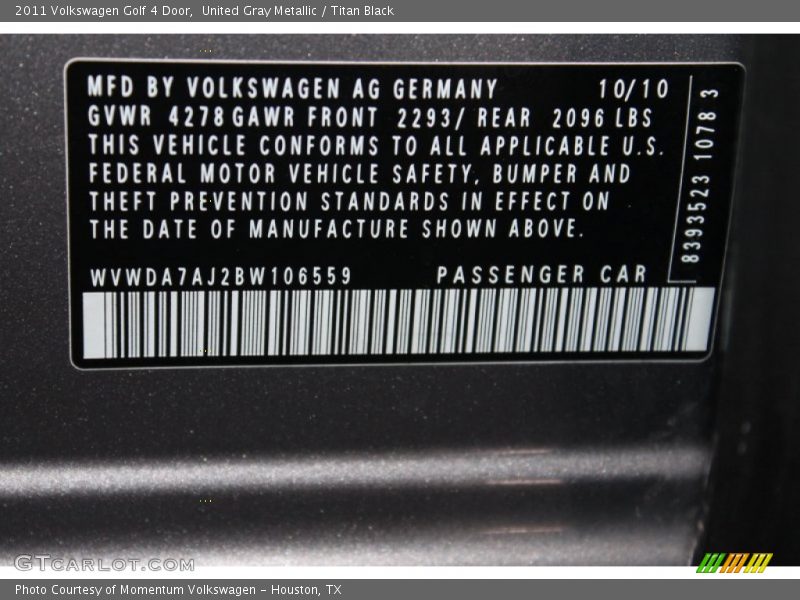 2011 Volkswagen Golf 4 Door, United Gray Metallic / Titan Black
MFD BY VOLKSWAGEN AG GERMANY 10/10
GVWR 4278 GAWR FRONT 2293/ REAR 2096 LBS
THIS VEHICLE CONFORMS TO ALL APPLICABLE U.S.
FEDERAL MOTOR VEHICLE SAFETY, BUMPER AND
THEFT PREVENTION STANDARDS IN EFFECT ON
THE DATE OF MANUFACTURE SHOWN ABOVE.
WVWDA7AJ2BW106559 PASSENGER CAR
8393523 1078 3
GTCARLOT.COM
Photo Courtesy of Momentum Volkswagen - Houston, TX